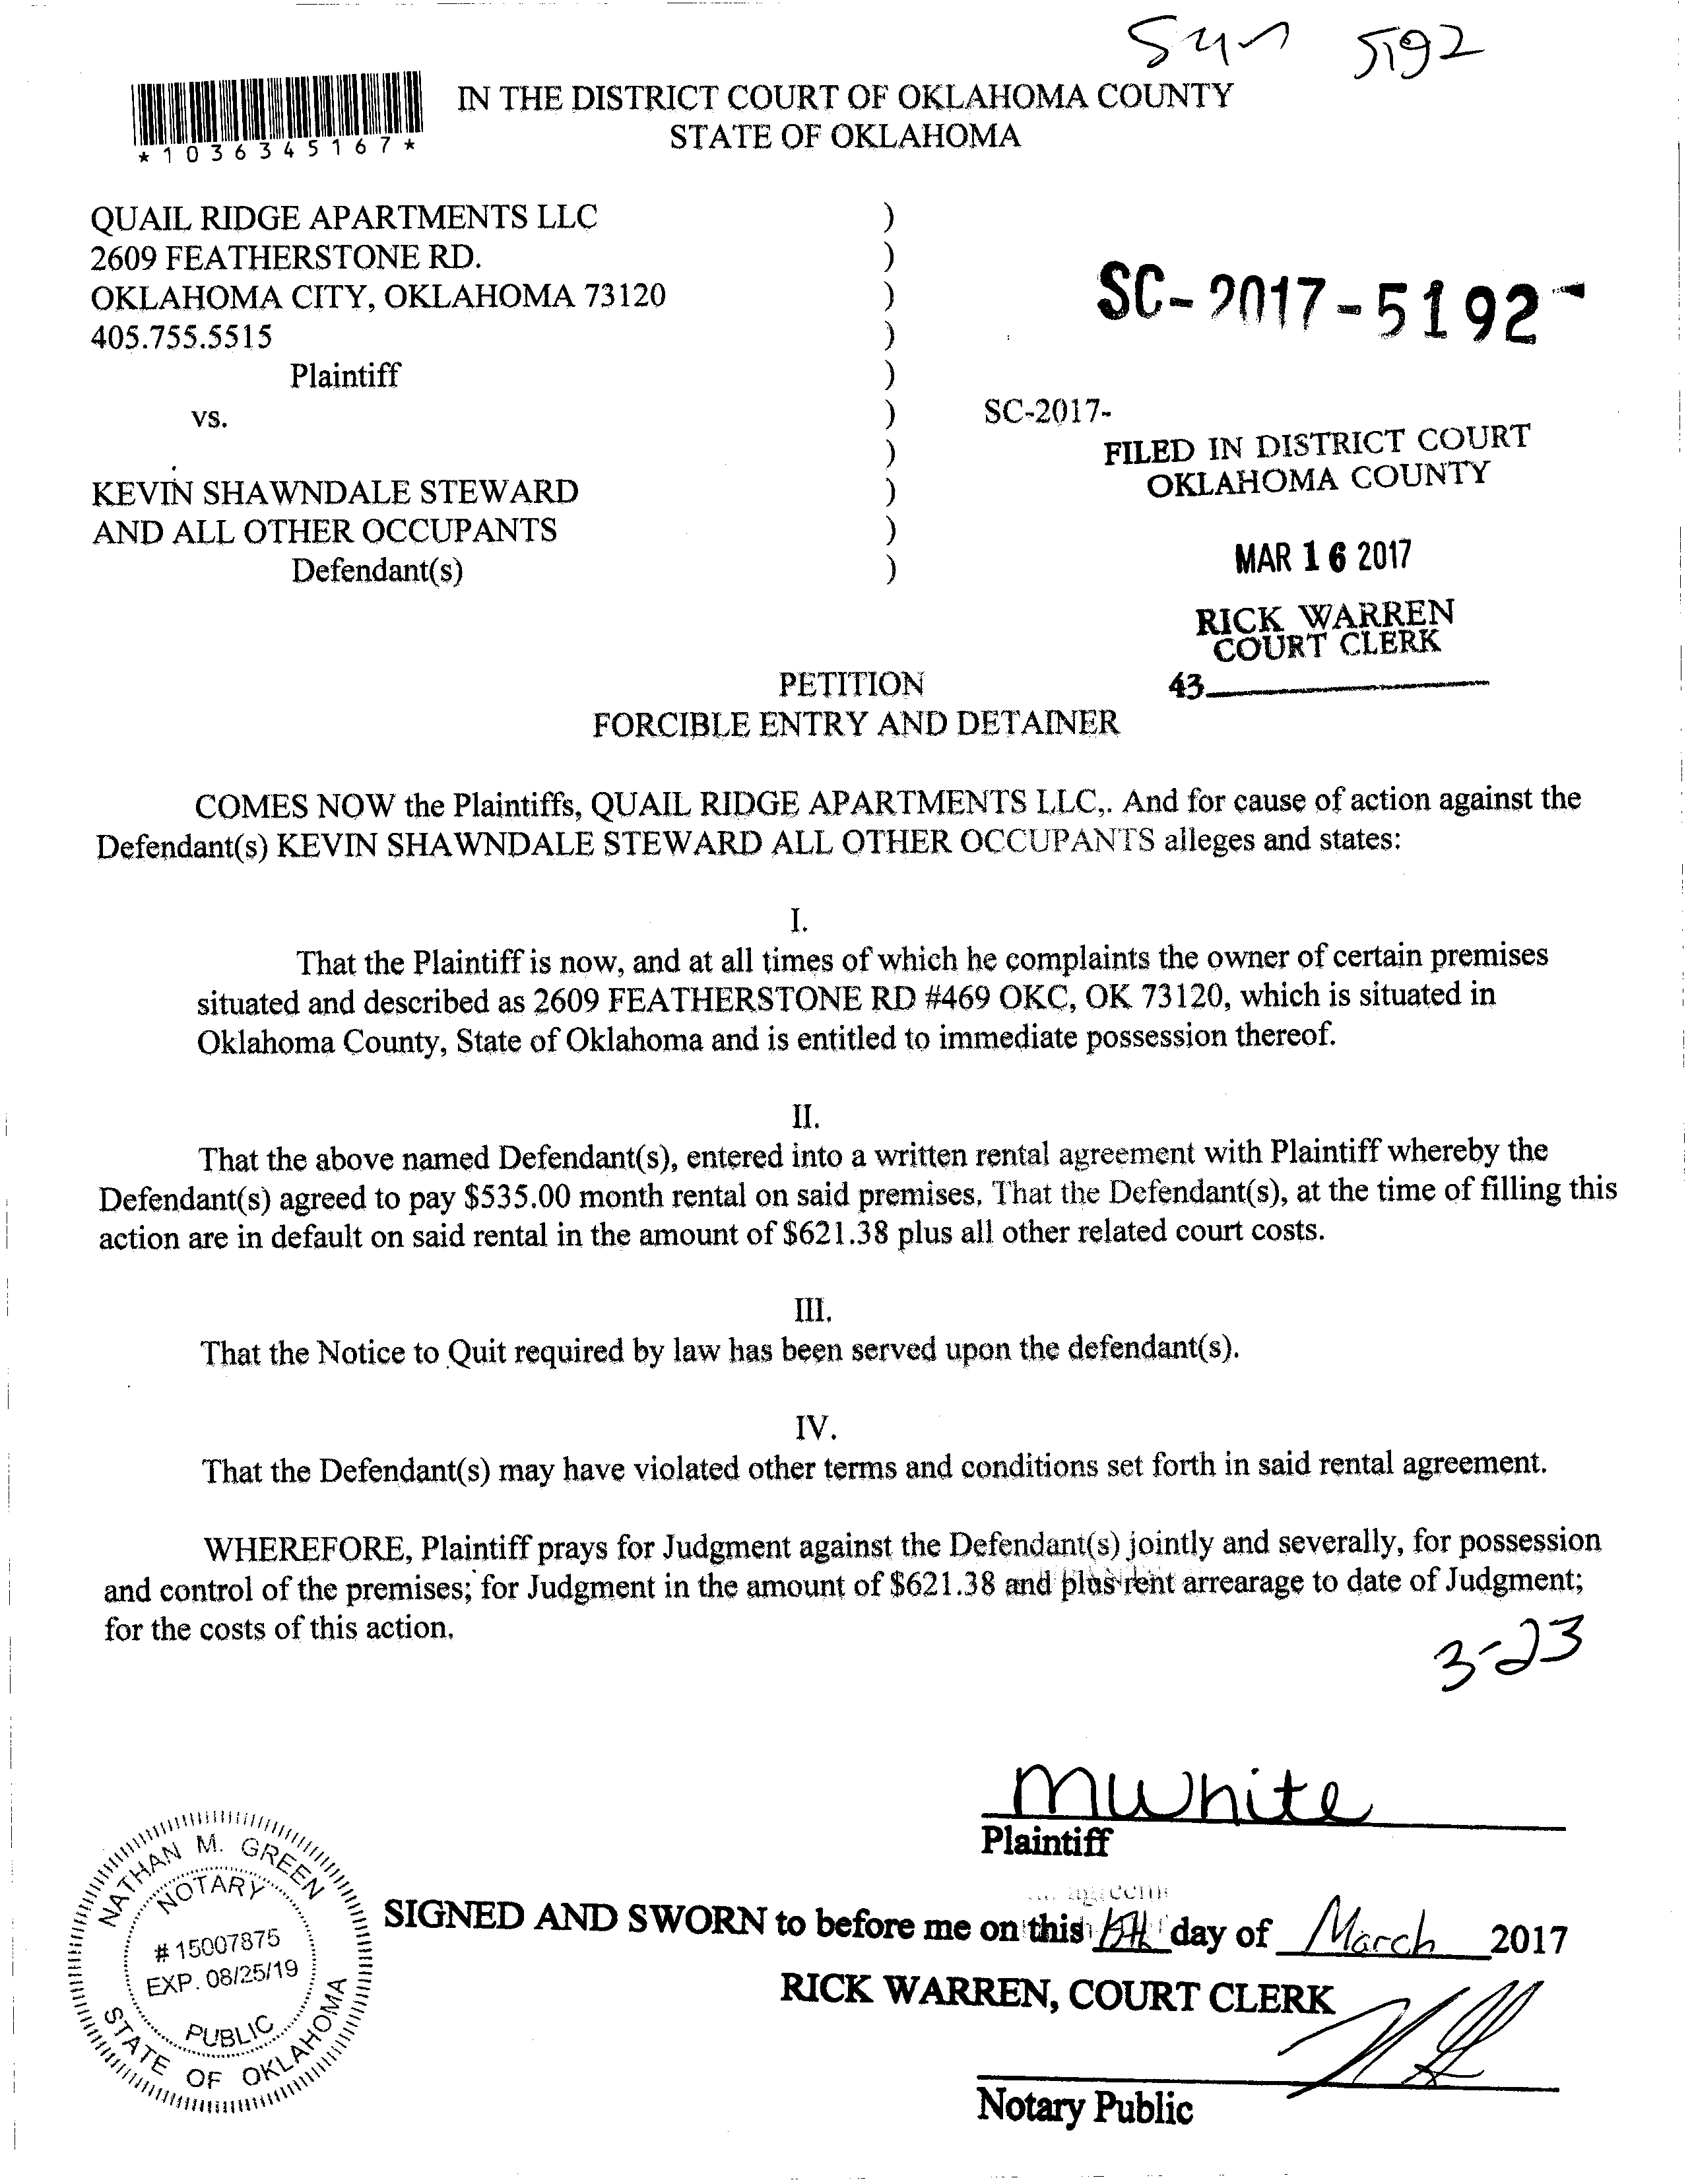 5192
IN THE DISTRICT COURT OF OKLAHOMA COUNTY
STATE OF OKLAHOMA
*1036345167*
QUAIL RIDGE APARTMENTS LLC )
2609 FEATHERSTONE RD. )
OKLAHOMA CITY, OKLAHOMA 73120 )
405.755.5515 )
SC-2017-5192
Plaintiff )
vs. ) SC-2017-
)
FILED IN DISTRICT COURT
OKLAHOMA COUNTY
KEVIN SHAWNDALE STEWARD )
AND ALL OTHER OCCUPANTS )
Defendant(s) )
MAR 16 2017
RICK WARREN
COURT CLERK
43
PETITION
FORCIBLE ENTRY AND DETAINER
COMES NOW the Plaintiffs, QUAIL RIDGE APARTMENTS LLC,. And for cause of action against the
Defendant(s) KEVIN SHAWNDALE STEWARD ALL OTHER OCCUPANTS alleges and states:
I.
That the Plaintiff is now, and at all times of which he complaints the owner of certain premises
situated and described as 2609 FEATHERSTONE RD #469 OKC, OK 73120, which is situated in
Oklahoma County, State of Oklahoma and is entitled to immediate possession thereof.
II.
That the above named Defendant(s), entered into a written rental agreement with Plaintiff whereby the
Defendant(s) agreed to pay $535.00 month rental on said premises. That the Defendant(s), at the time of filling this
action are in default on said rental in the amount of $621.38 plus all other related court costs.
III.
That the Notice to Quit required by law has been served upon the defendant(s).
IV.
That the Defendant(s) may have violated other terms and conditions set forth in said rental agreement.
WHEREFORE, Plaintiff prays for Judgment against the Defendant(s) jointly and severally, for possession
and control of the premises; for Judgment in the amount of $621.38 and plus rent arrearage to date of Judgment;
for the costs of this action.
3-23
MWhite
Plaintiff
NATHAN M. GREEN
NOTARY
# 15007875
EXP. 08/25/19
PUBLIC
STATE OF OKLAHOMA
SIGNED AND SWORN to before me on this day of March 2017
RICK WARREN, COURT CLERK
Notary Public